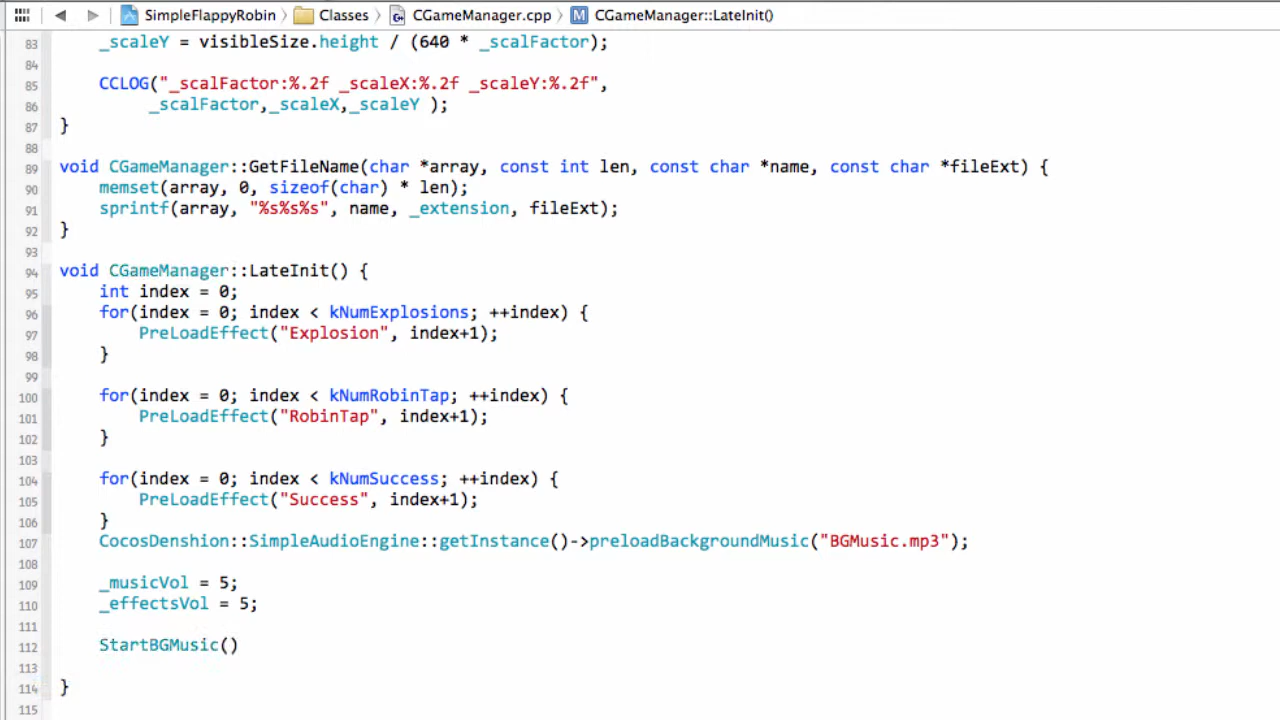 SimpleFlappyRobin Classes CGameManager.cpp M CGameManager::LateInit()
83 _scaleY = visibleSize.height / (640 * _scalFactor);
84
85 CCLOG("_scalFactor:%.2f _scaleX:%.2f _scaleY:%.2f",
86 _scalFactor,_scaleX,_scaleY );
87 }
88
89 void CGameManager::GetFileName(char *array, const int len, const char *name, const char *fileExt) {
90 memset(array, 0, sizeof(char) * len);
91 sprintf(array, "%s%s%s", name, _extension, fileExt);
92 }
93
94 void CGameManager::LateInit() {
95 int index = 0;
96 for(index = 0; index < kNumExplosions; ++index) {
97 PreLoadEffect("Explosion", index+1);
98 }
99
100 for(index = 0; index < kNumRobinTap; ++index) {
101 PreLoadEffect("RobinTap", index+1);
102 }
103
104 for(index = 0; index < kNumSuccess; ++index) {
105 PreLoadEffect("Success", index+1);
106 }
107 CocosDenshion::SimpleAudioEngine::getInstance()->preloadBackgroundMusic("BGMusic.mp3");
108
109 _musicVol = 5;
110 _effectsVol = 5;
111
112 StartBGMusic()
113
114 }
115